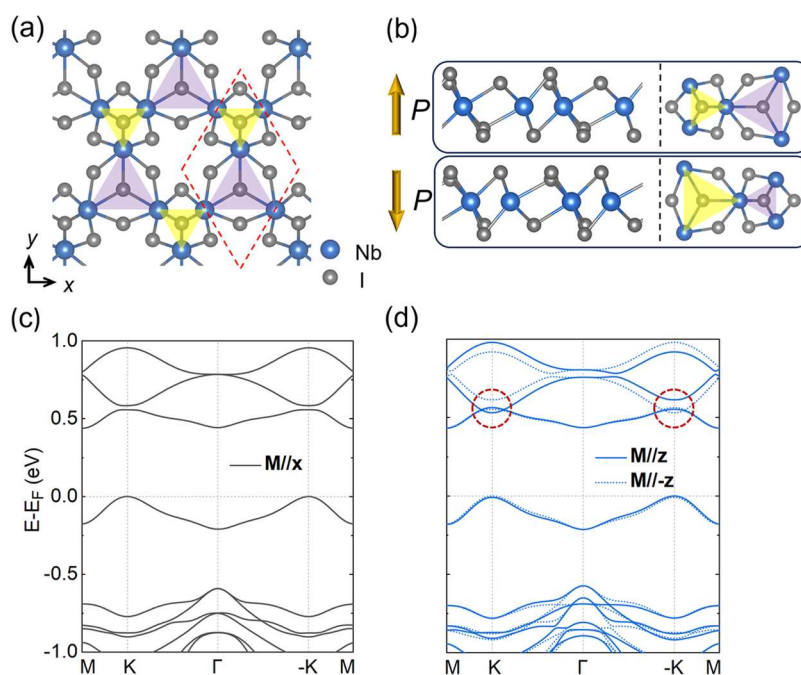 (a)
(b)
P
P
y
x
Nb
I
(c)
(d)
1.0
0.5
0.0
-0.5
-1.0
E-E_F (eV)
M//x
M//z
M//-z
M K Γ -K M
M K Γ -K M